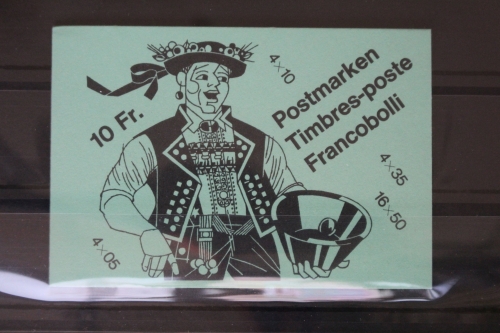 4×10
10 Fr.
Postmarken
Timbres-poste
Francobolli
4×35
16×50
4×05